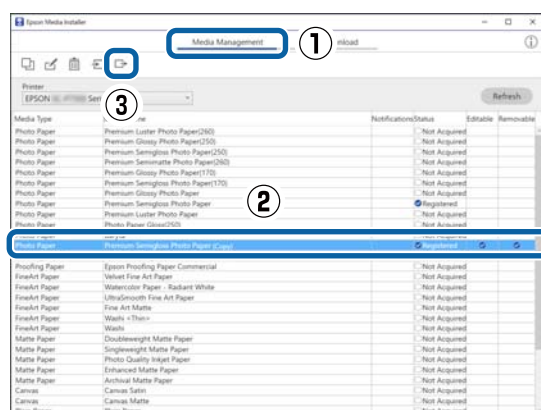 Epson Media Installer
Media Management
nload
①
③
Printer
EPSON
Seri
Refresh
Media Type
Notifications Status Editable Removable
Photo Paper Premium Luster Photo Paper(260) Not Acquired
Photo Paper Premium Glossy Photo Paper(250) Not Acquired
Photo Paper Premium Semigloss Photo Paper(250) Not Acquired
Photo Paper Premium Semimatte Photo Paper(260) Not Acquired
Photo Paper Premium Glossy Photo Paper(170) Not Acquired
Photo Paper Premium Semigloss Photo Paper(170) Not Acquired
Photo Paper Premium Glossy Photo Paper Not Acquired
Photo Paper Premium Semigloss Photo Paper Registered
②
Photo Paper Premium Luster Photo Paper Not Acquired
Photo Paper Photo Paper Gloss(250) Not Acquired
Photo Paper Premium Semigloss Photo Paper (Copy) Registered
Proofing Paper Epson Proofing Paper Commercial Not Acquired
FineArt Paper Velvet Fine Art Paper Not Acquired
FineArt Paper Watercolor Paper - Radiant White Not Acquired
FineArt Paper UltraSmooth Fine Art Paper Not Acquired
FineArt Paper Fine Art Matte Not Acquired
FineArt Paper Washi <Thin> Not Acquired
FineArt Paper Washi Not Acquired
Matte Paper Doubleweight Matte Paper Not Acquired
Matte Paper Singleweight Matte Paper Not Acquired
Matte Paper Photo Quality Inkjet Paper Not Acquired
Matte Paper Enhanced Matte Paper Not Acquired
Matte Paper Archival Matte Paper Not Acquired
Canvas Canvas Satin Not Acquired
Canvas Canvas Matte Not Acquired